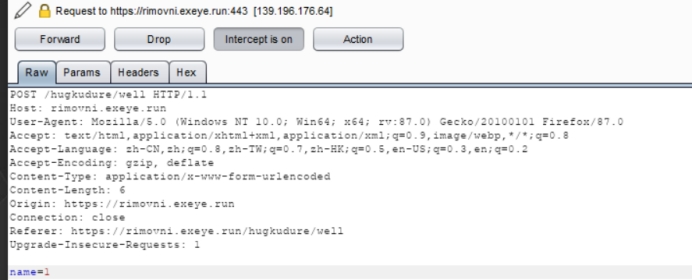 Request to https://rimovni.exeye.run:443 [139.196.176.64]
Forward Drop Intercept is on Action
Raw Params Headers Hex
POST /hugkudure/well HTTP/1.1
Host: rimovni.exeye.run
User-Agent: Mozilla/5.0 (Windows NT 10.0; Win64; x64; rv:87.0) Gecko/20100101 Firefox/87.0
Accept: text/html,application/xhtml+xml,application/xml;q=0.9,image/webp,*/*;q=0.8
Accept-Language: zh-CN,zh;q=0.8,zh-TW;q=0.7,zh-HK;q=0.5,en-US;q=0.3,en;q=0.2
Accept-Encoding: gzip, deflate
Content-Type: application/x-www-form-urlencoded
Content-Length: 6
Origin: https://rimovni.exeye.run
Connection: close
Referer: https://rimovni.exeye.run/hugkudure/well
Upgrade-Insecure-Requests: 1
name=1